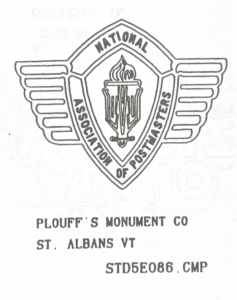 NATIONAL
ASSOCIATION OF POSTMASTERS
PLOUFF'S MONUMENT CO
ST. ALBANS VT
STD5E086.CMP